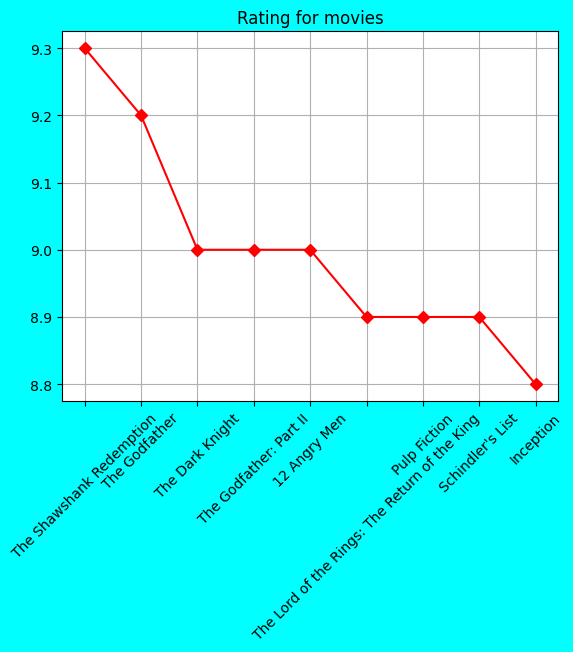 Rating for movies
9.3
9.2
9.1
9.0
8.9
8.8
The Shawshank Redemption
The Godfather
The Dark Knight
The Godfather: Part II
12 Angry Men
The Lord of the Rings: The Return of the King
Pulp Fiction
Schindler's List
Inception